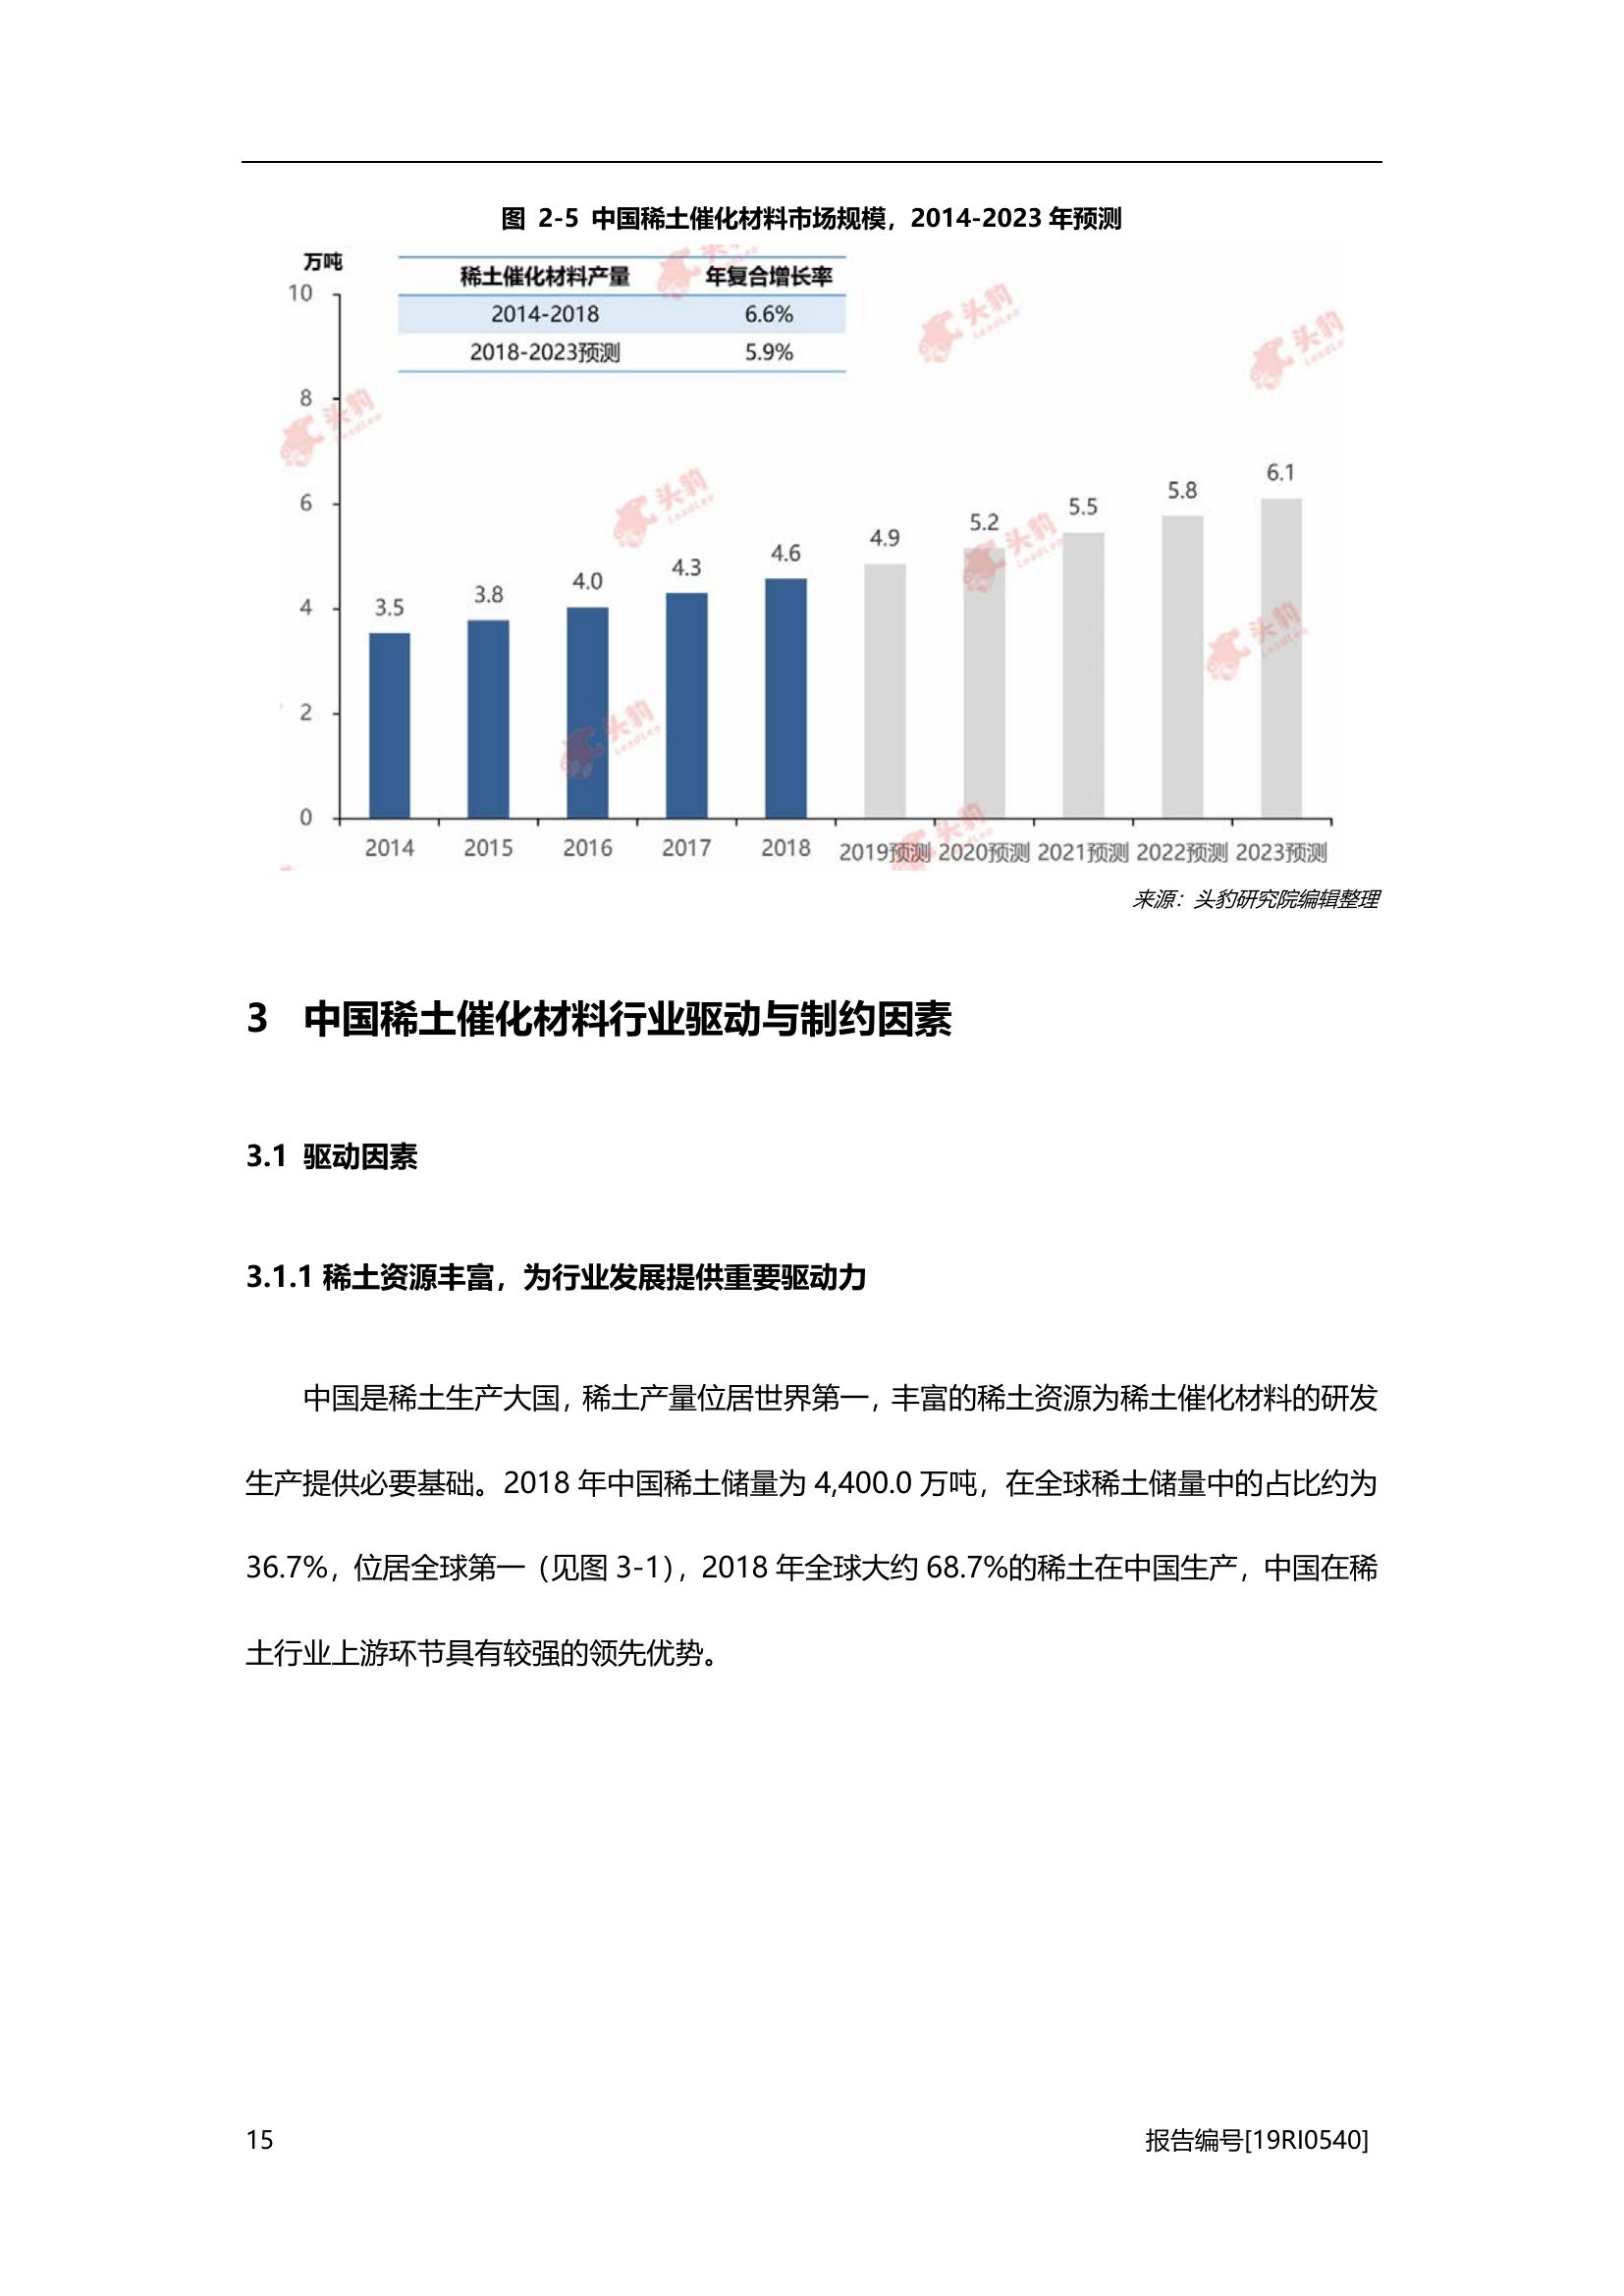 图 2-5 中国稀土催化材料市场规模，2014-2023 年预测
万吨
稀土催化材料产量 年复合增长率
2014-2018 6.6%
2018-2023预测 5.9%
10
8
6
4
2
0
3.5 3.8 4.0 4.3 4.6 4.9 5.2 5.5 5.8 6.1
2014 2015 2016 2017 2018 2019预测 2020预测 2021预测 2022预测 2023预测
头豹
LeadLeo
来源：头豹研究院编辑整理
3 中国稀土催化材料行业驱动与制约因素
3.1 驱动因素
3.1.1 稀土资源丰富，为行业发展提供重要驱动力
中国是稀土生产大国，稀土产量位居世界第一，丰富的稀土资源为稀土催化材料的研发
生产提供必要基础。2018 年中国稀土储量为 4,400.0 万吨，在全球稀土储量中的占比约为
36.7%，位居全球第一（见图 3-1），2018 年全球大约 68.7%的稀土在中国生产，中国在稀
土行业上游环节具有较强的领先优势。
15 报告编号[19RI0540]